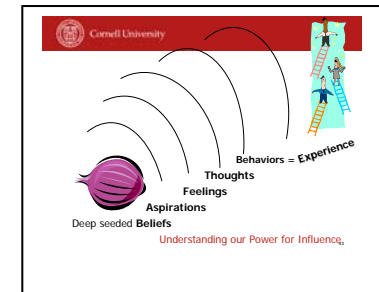 Cornell University
Behaviors = Experience
Thoughts
Feelings
Aspirations
Deep seeded Beliefs
Understanding our Power for Influence